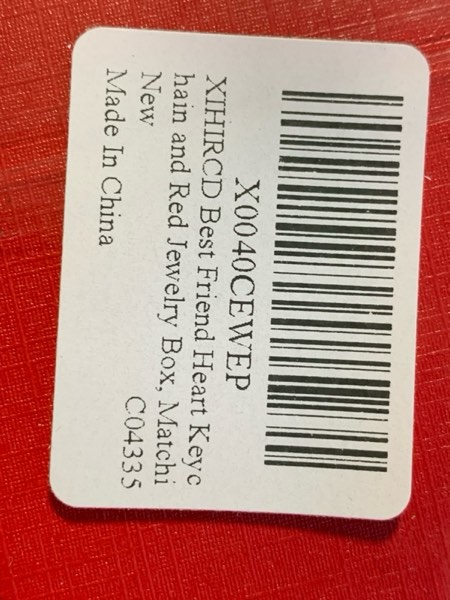 X0040CEWEP
XIHIRCD Best Friend Heart Keyc
hain and Red Jewelry Box, Matchi
New
C04335
Made In China